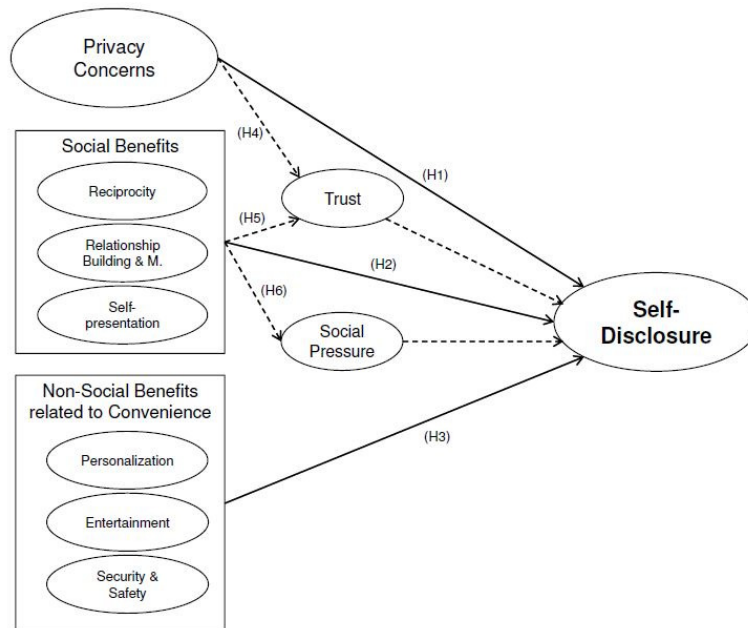 Privacy
Concerns
(H4)
(H1)
Social Benefits
Reciprocity
Relationship
Building & M.
Self-
presentation
Trust
(H5)
(H2)
(H6)
Social
Pressure
Self-
Disclosure
Non-Social Benefits
related to Convenience
Personalization
Entertainment
Security &
Safety
(H3)